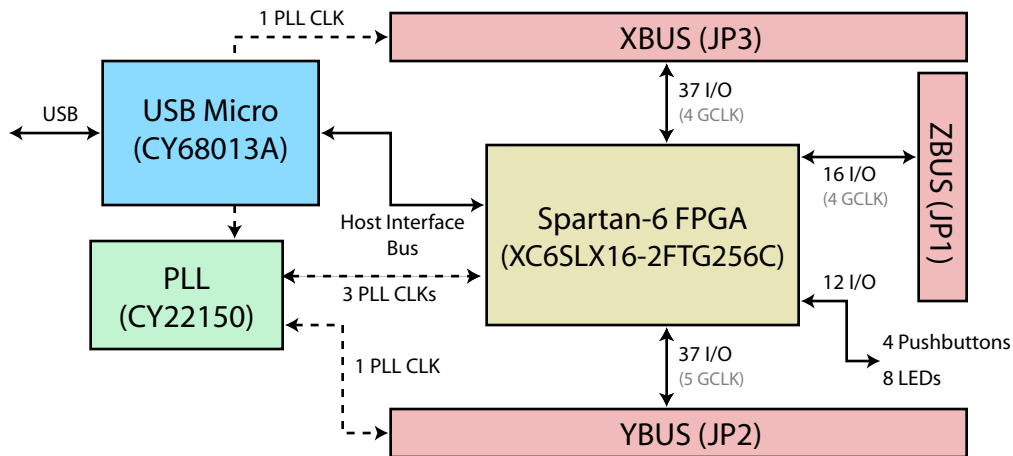 1 PLL CLK
XBUS (JP3)
USB
USB Micro
(CY68013A)
37 I/O
(4 GCLK)
ZBUS (JP1)
16 I/O
(4 GCLK)
Host Interface
Bus
Spartan-6 FPGA
(XC6SLX16-2FTG256C)
PLL
(CY22150)
3 PLL CLKs
12 I/O
4 Pushbuttons
8 LEDs
1 PLL CLK
37 I/O
(5 GCLK)
YBUS (JP2)